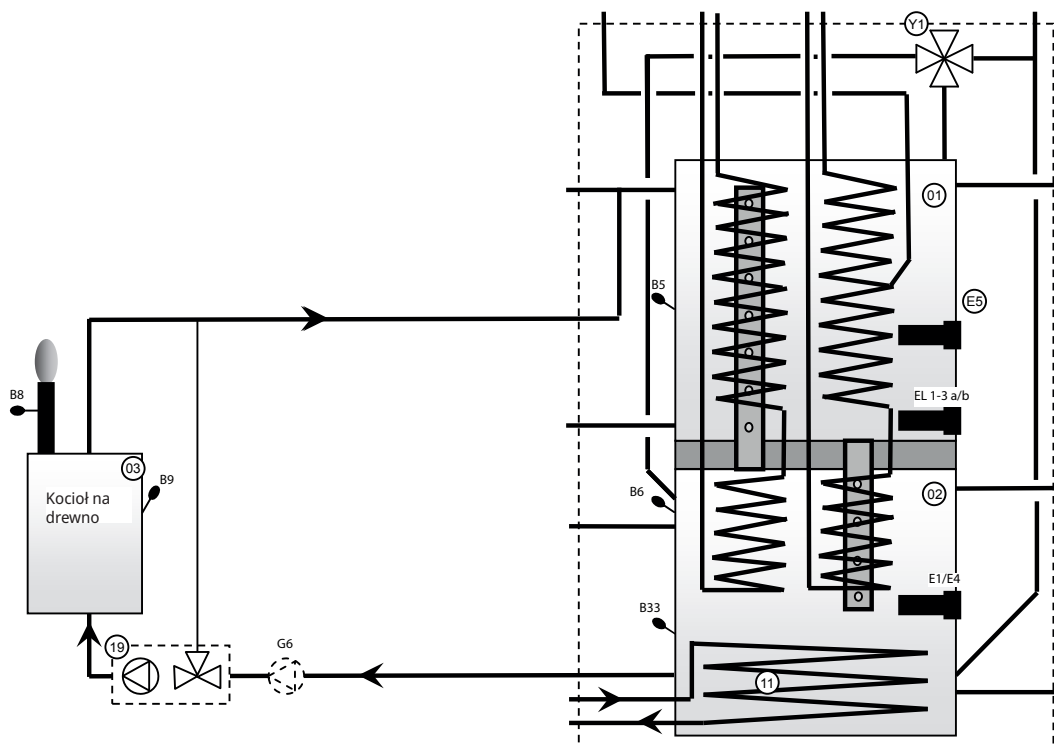 Y1
01
B5
E5
EL 1-3 a/b
B8
03
B9
Kocioł na
drewno
B6
02
E1/E4
B33
19
G6
11